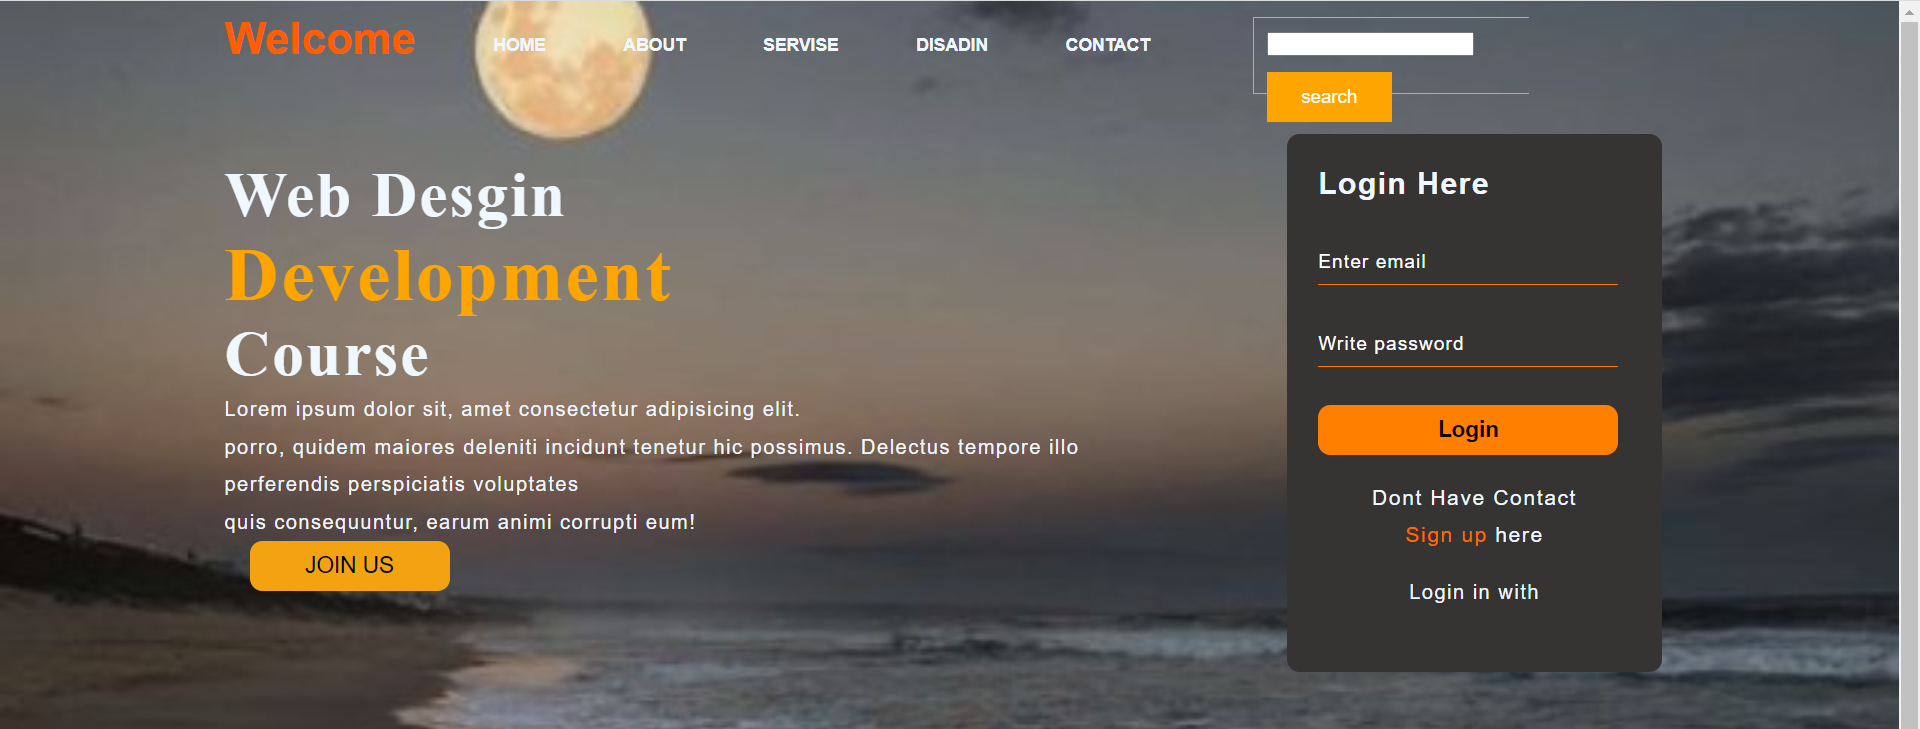 Welcome
HOME ABOUT SERVISE DISADIN CONTACT
search
Web Desgin
Development
Course
Lorem ipsum dolor sit, amet consectetur adipisicing elit.
porro, quidem maiores deleniti incidunt tenetur hic possimus. Delectus tempore illo
perferendis perspiciatis voluptates
quis consequuntur, earum animi corrupti eum!
JOIN US
Login Here
Enter email
Write password
Login
Dont Have Contact
Sign up here
Login in with